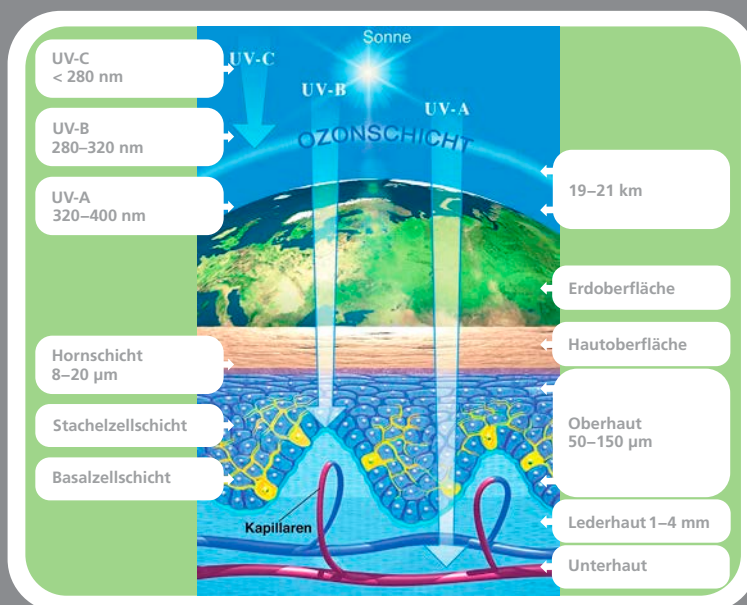 UV-C
< 280 nm
UV-B
280–320 nm
UV-A
320–400 nm
Hornschicht
8–20 µm
Stachelzellschicht
Basalzellschicht
Sonne
UV-C
UV-B
UV-A
OZONSCHICHT
Kapillaren
19–21 km
Erdoberfläche
Hautoberfläche
Oberhaut
50–150 µm
Lederhaut 1–4 mm
Unterhaut